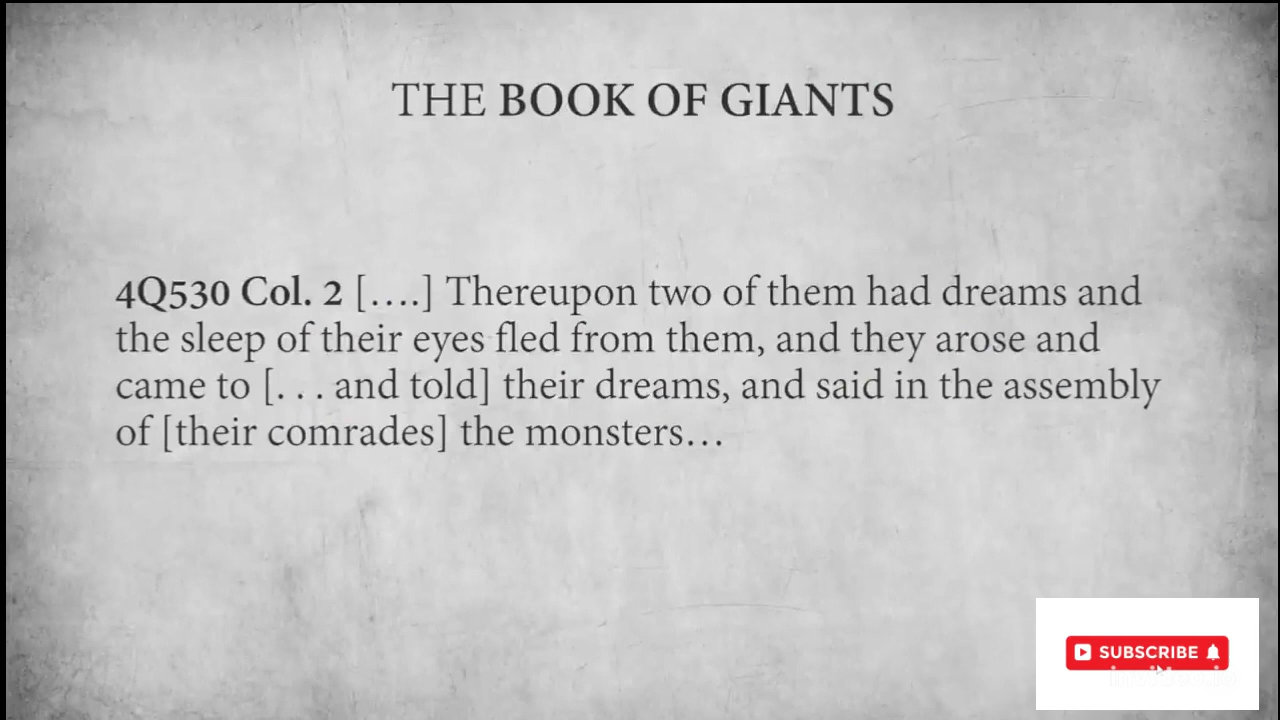 THE BOOK OF GIANTS
4Q530 Col. 2 [....] Thereupon two of them had dreams and
the sleep of their eyes fled from them, and they arose and
came to [. . . and told] their dreams, and said in the assembly
of [their comrades] the monsters...
SUBSCRIBE